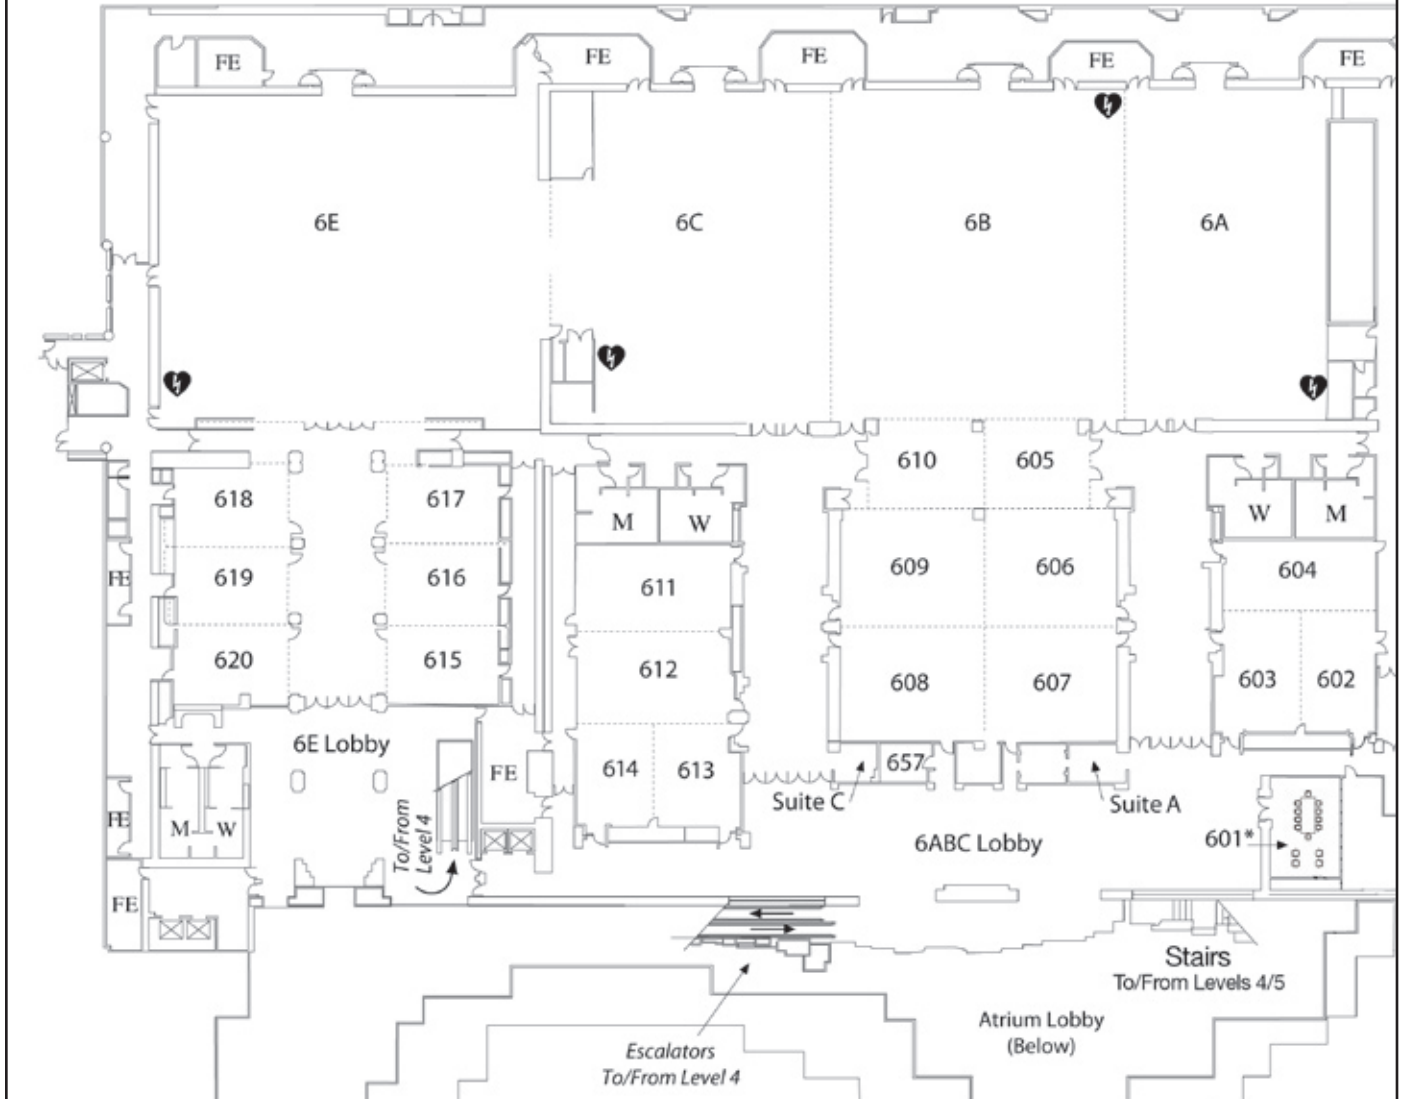 FE
FE
FE
FE
FE
6E
6C
6B
6A
610
605
618
617
M
W
W
M
FE
619
616
611
609
606
604
620
615
612
608
607
603
602
6E Lobby
FE
614
613
657
Suite C
Suite A
FE
M
W
To/From
Level 4
6ABC Lobby
601*
FE
Stairs
To/From Levels 4/5
Atrium Lobby
(Below)
Escalators
To/From Level 4